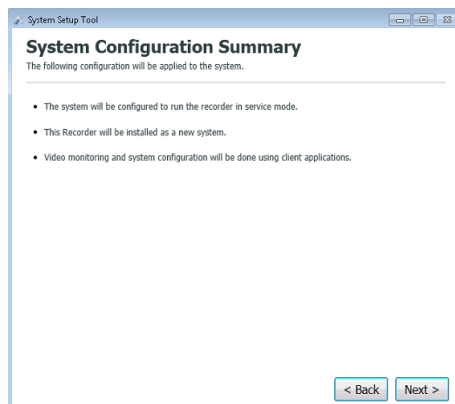 System Setup Tool
System Configuration Summary
The following configuration will be applied to the system.
• The system will be configured to run the recorder in service mode.
• This Recorder will be installed as a new system.
• Video monitoring and system configuration will be done using client applications.
< Back Next >